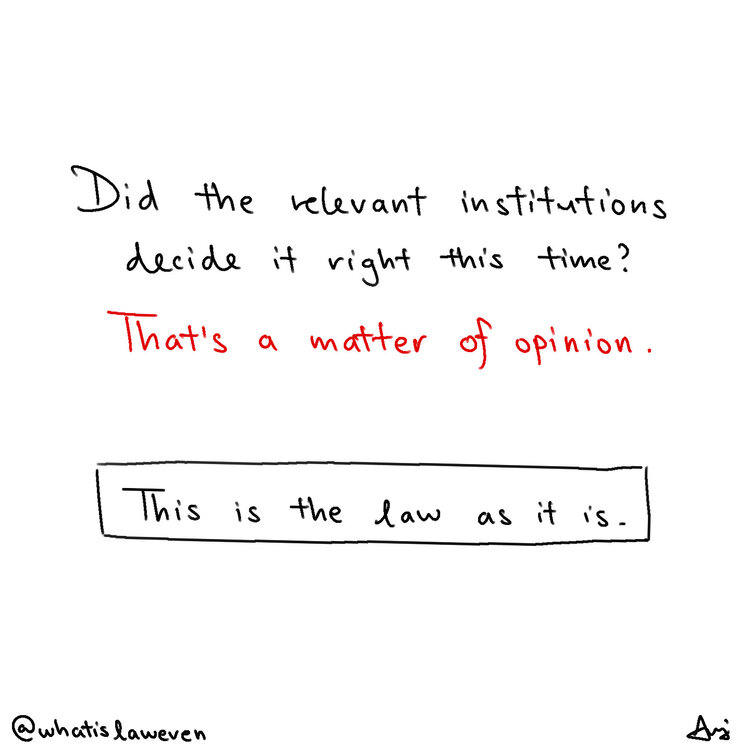 Did the relevant institutions
decide it right this time?
That's a matter of opinion.
This is the law as it is.
@whatislaweven